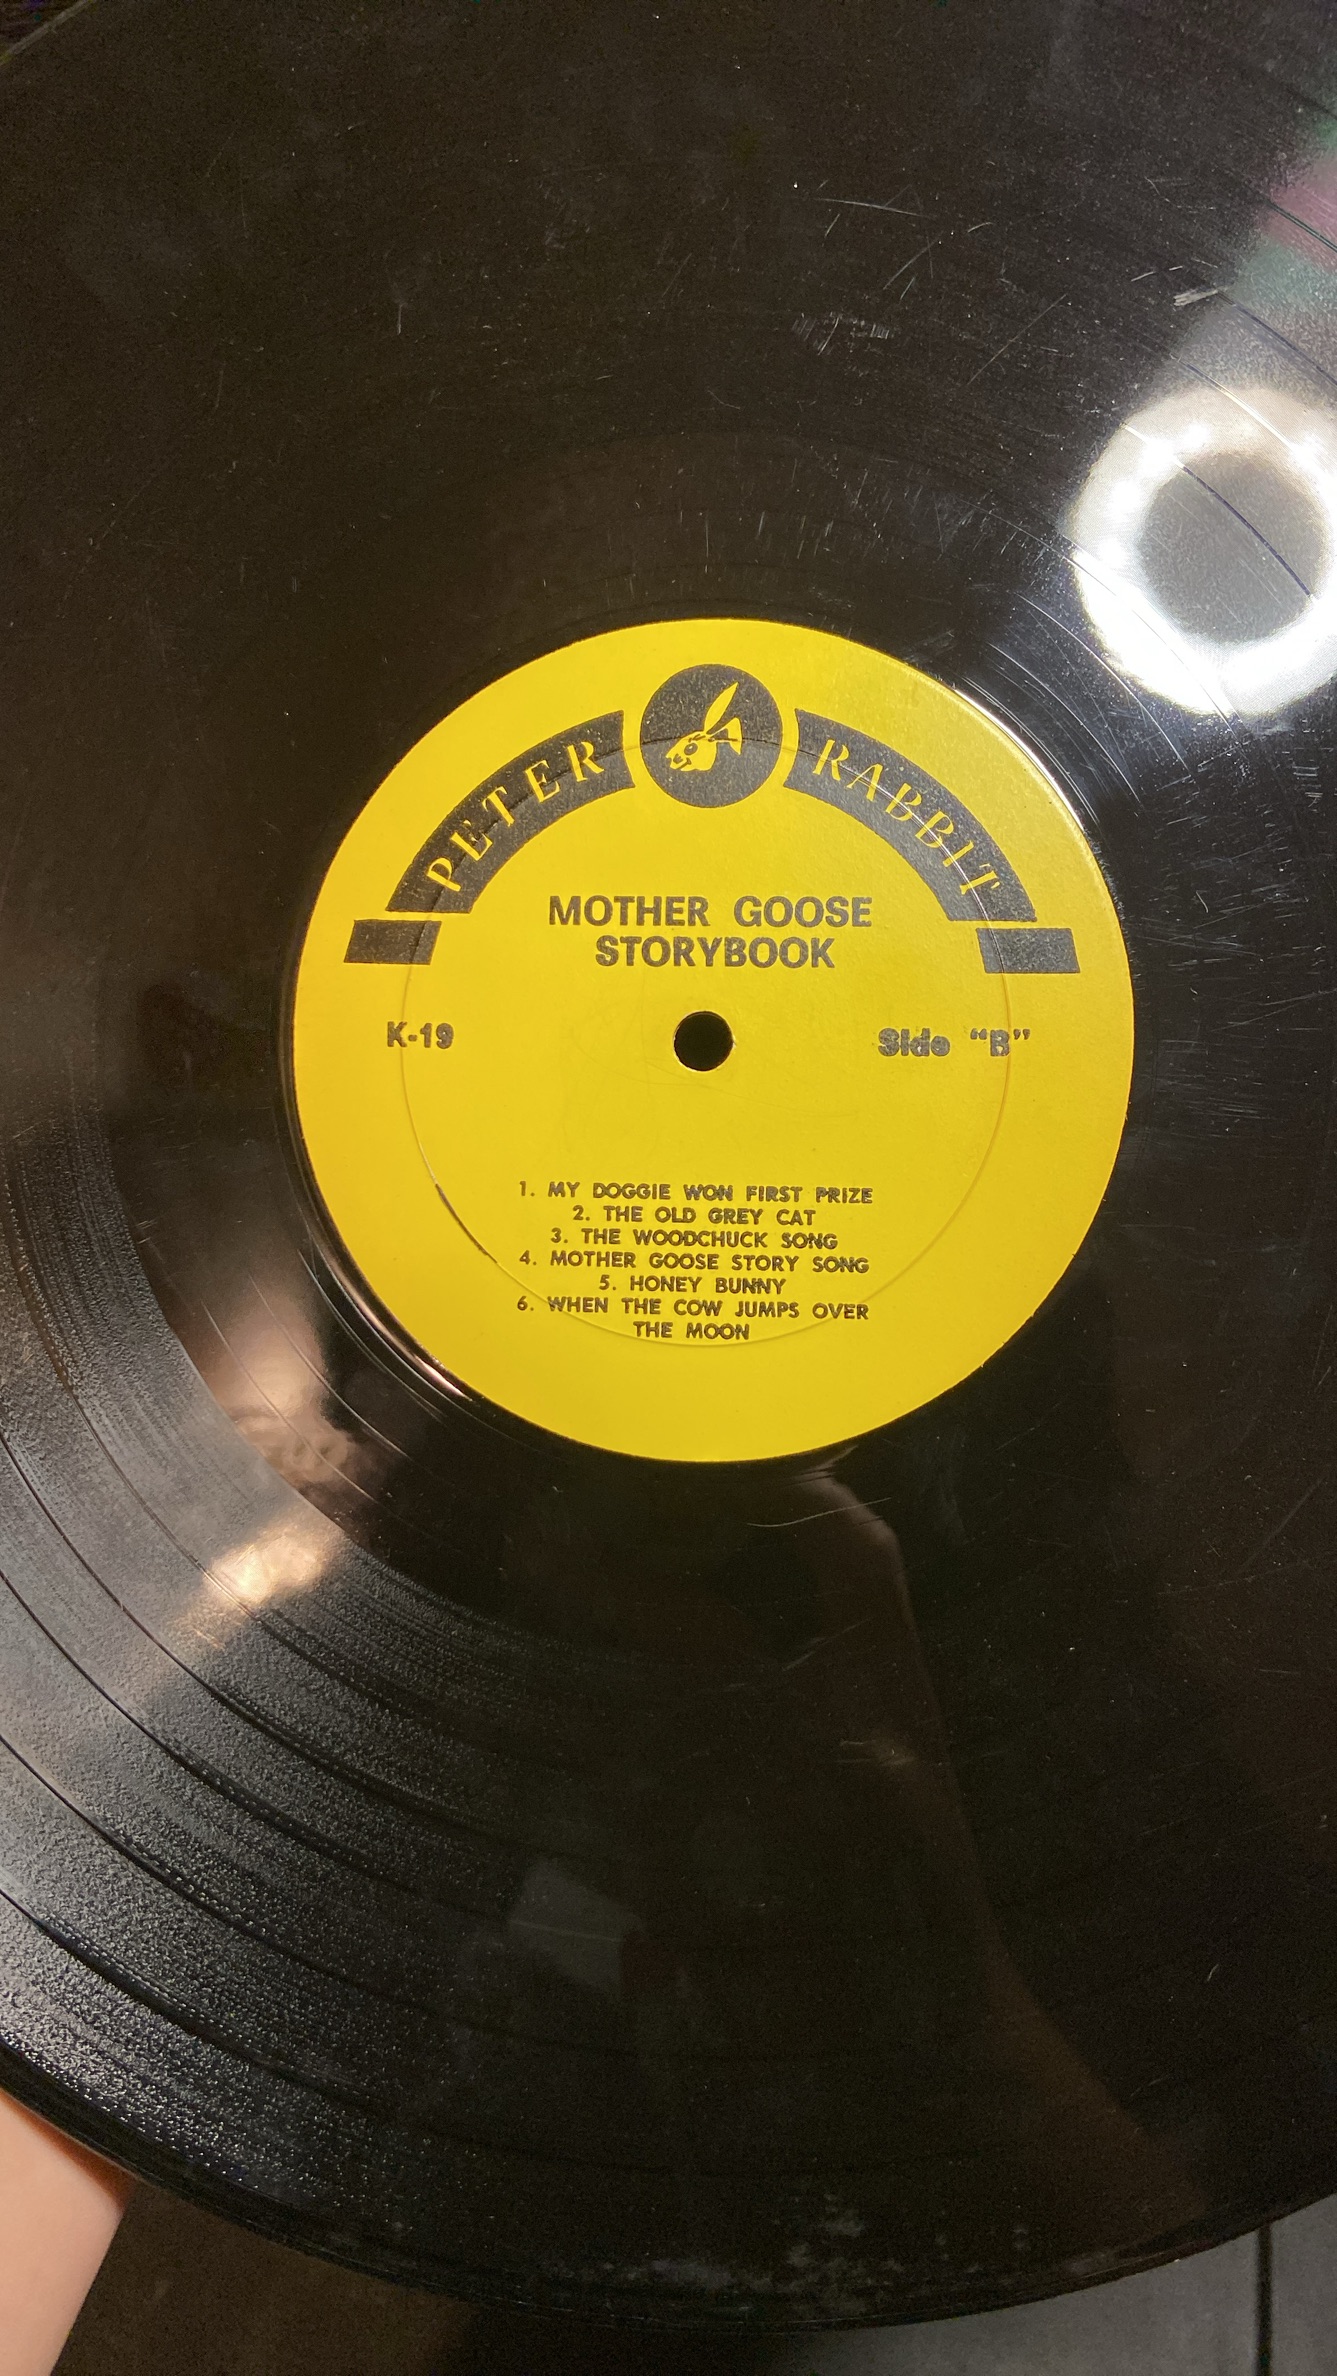 PETER RABBIT
MOTHER GOOSE
STORYBOOK
K-19
Side “B”
1. MY DOGGIE WON FIRST PRIZE
2. THE OLD GREY CAT
3. THE WOODCHUCK SONG
4. MOTHER GOOSE STORY SONG
5. HONEY BUNNY
6. WHEN THE COW JUMPS OVER
THE MOON